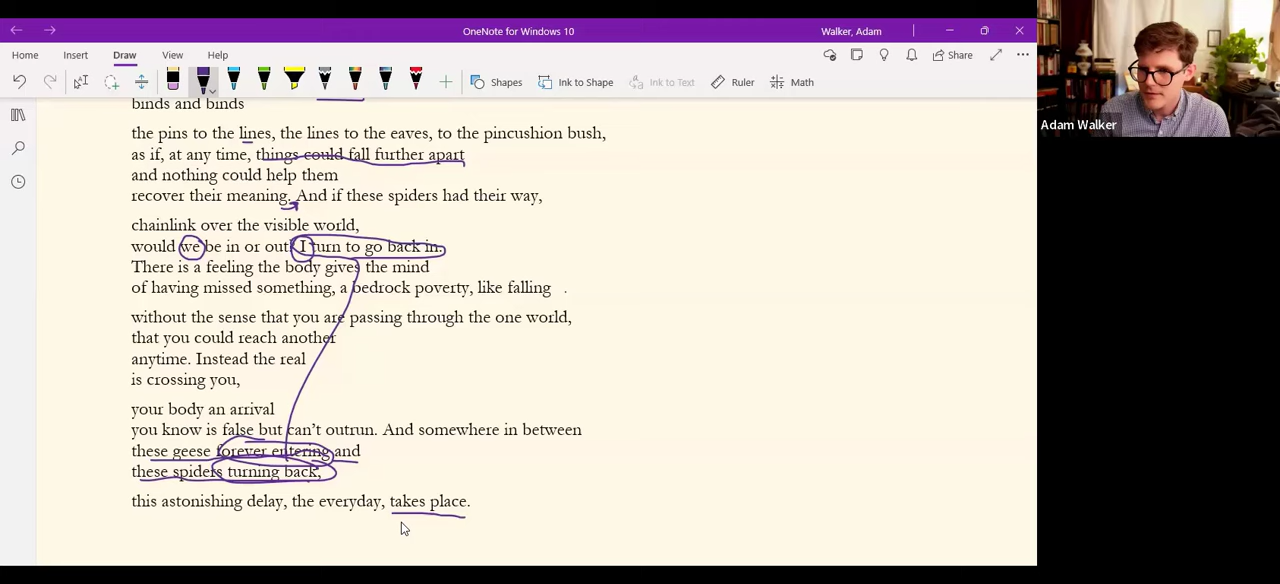 OneNote for Windows 10
Walker, Adam
Home Insert Draw View Help
Share
Shapes Ink to Shape Ink to Text Ruler Math
Adam Walker
binds and binds
the pins to the lines, the lines to the eaves, to the pincushion bush,
as if, at any time, things could fall further apart
and nothing could help them
recover their meaning. And if these spiders had their way,
chainlink over the visible world,
would we be in or out? I turn to go back in.
There is a feeling the body gives the mind
of having missed something, a bedrock poverty, like falling
without the sense that you are passing through the one world,
that you could reach another
anytime. Instead the real
is crossing you,
your body an arrival
you know is false but can't outrun. And somewhere in between
these geese forever entering and
these spiders turning back,
this astonishing delay, the everyday, takes place.